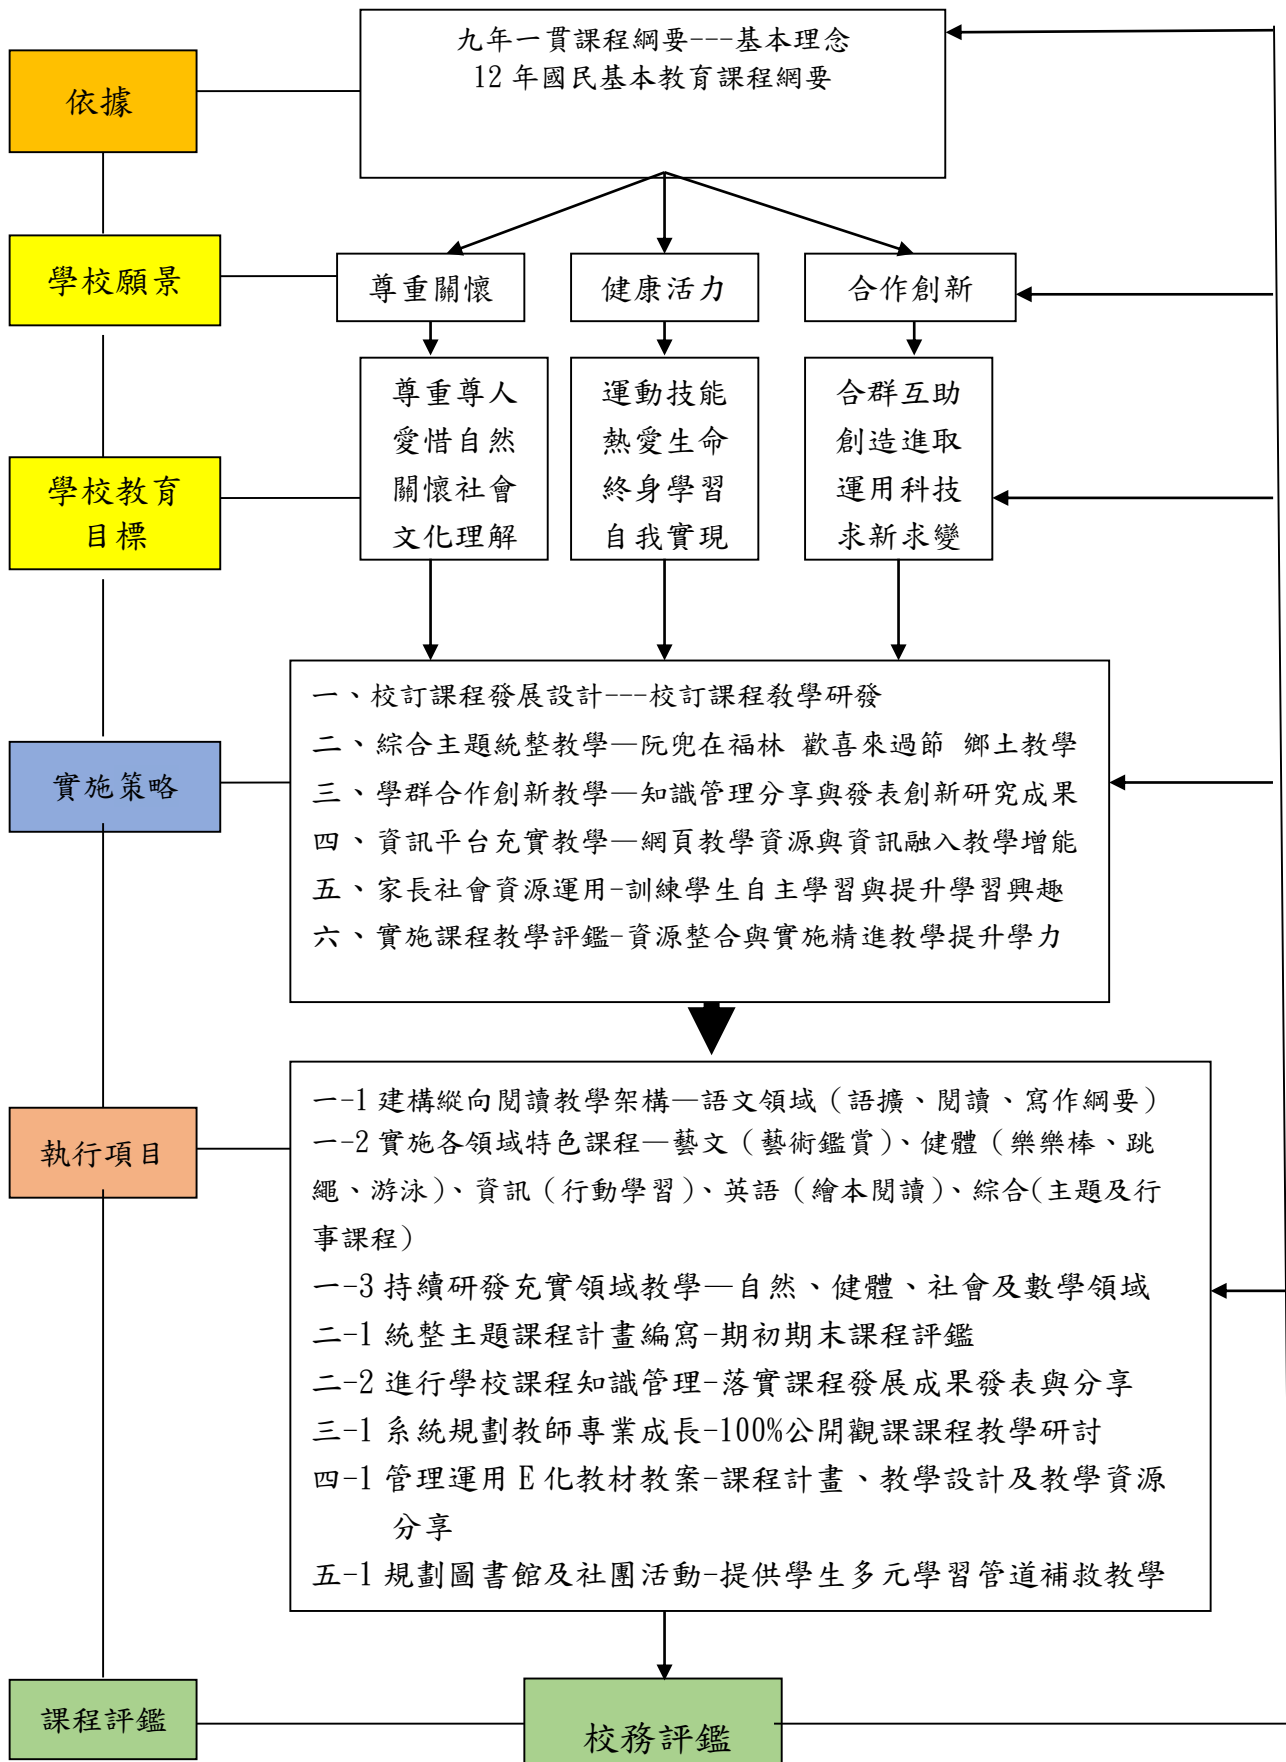 九年一貫課程綱要---基本理念
12 年國民基本教育課程網要
依據
學校願景
尊重關懷
健康活力
合作創新
學校教育
目標
尊重尊人
愛惜自然
關懷社會
文化理解
運動技能
熱愛生命
終身學習
自我實現
合群互助
創造進取
運用科技
求新求變
實施策略
一、校訂課程發展設計---校訂課程教學研發
二、綜合主題統整教學—阮兜在福林 歡喜來過節 鄉土教學
三、學群合作創新教學—知識管理分享與發表創新研究成果
四、資訊平台充實教學—網頁教學資源與資訊融入教學增能
五、家長社會資源運用-訓練學生自主學習與提升學習興趣
六、實施課程教學評鑑-資源整合與實施精進教學提升學力
執行項目
一-1 建構縱向閱讀教學架構—語文領域（語擴、閱讀、寫作綱要）
一-2 實施各領域特色課程—藝文（藝術鑑賞）、健體（樂樂棒、跳
繩、游泳）、資訊（行動學習）、英語（繪本閱讀）、綜合(主題及行
事課程）
一-3 持續研發充實領域教學—自然、健體、社會及數學領域
二-1 統整主題課程計畫編寫-期初期末課程評鑑
二-2 進行學校課程知識管理-落實課程發展成果發表與分享
三-1 系統規劃教師專業成長-100%公開觀課課程教學研討
四-1 管理運用 E 化教材教案-課程計畫、教學設計及教學資源
分享
五-1 規劃圖書館及社團活動-提供學生多元學習管道補救教學
課程評鑑
校務評鑑